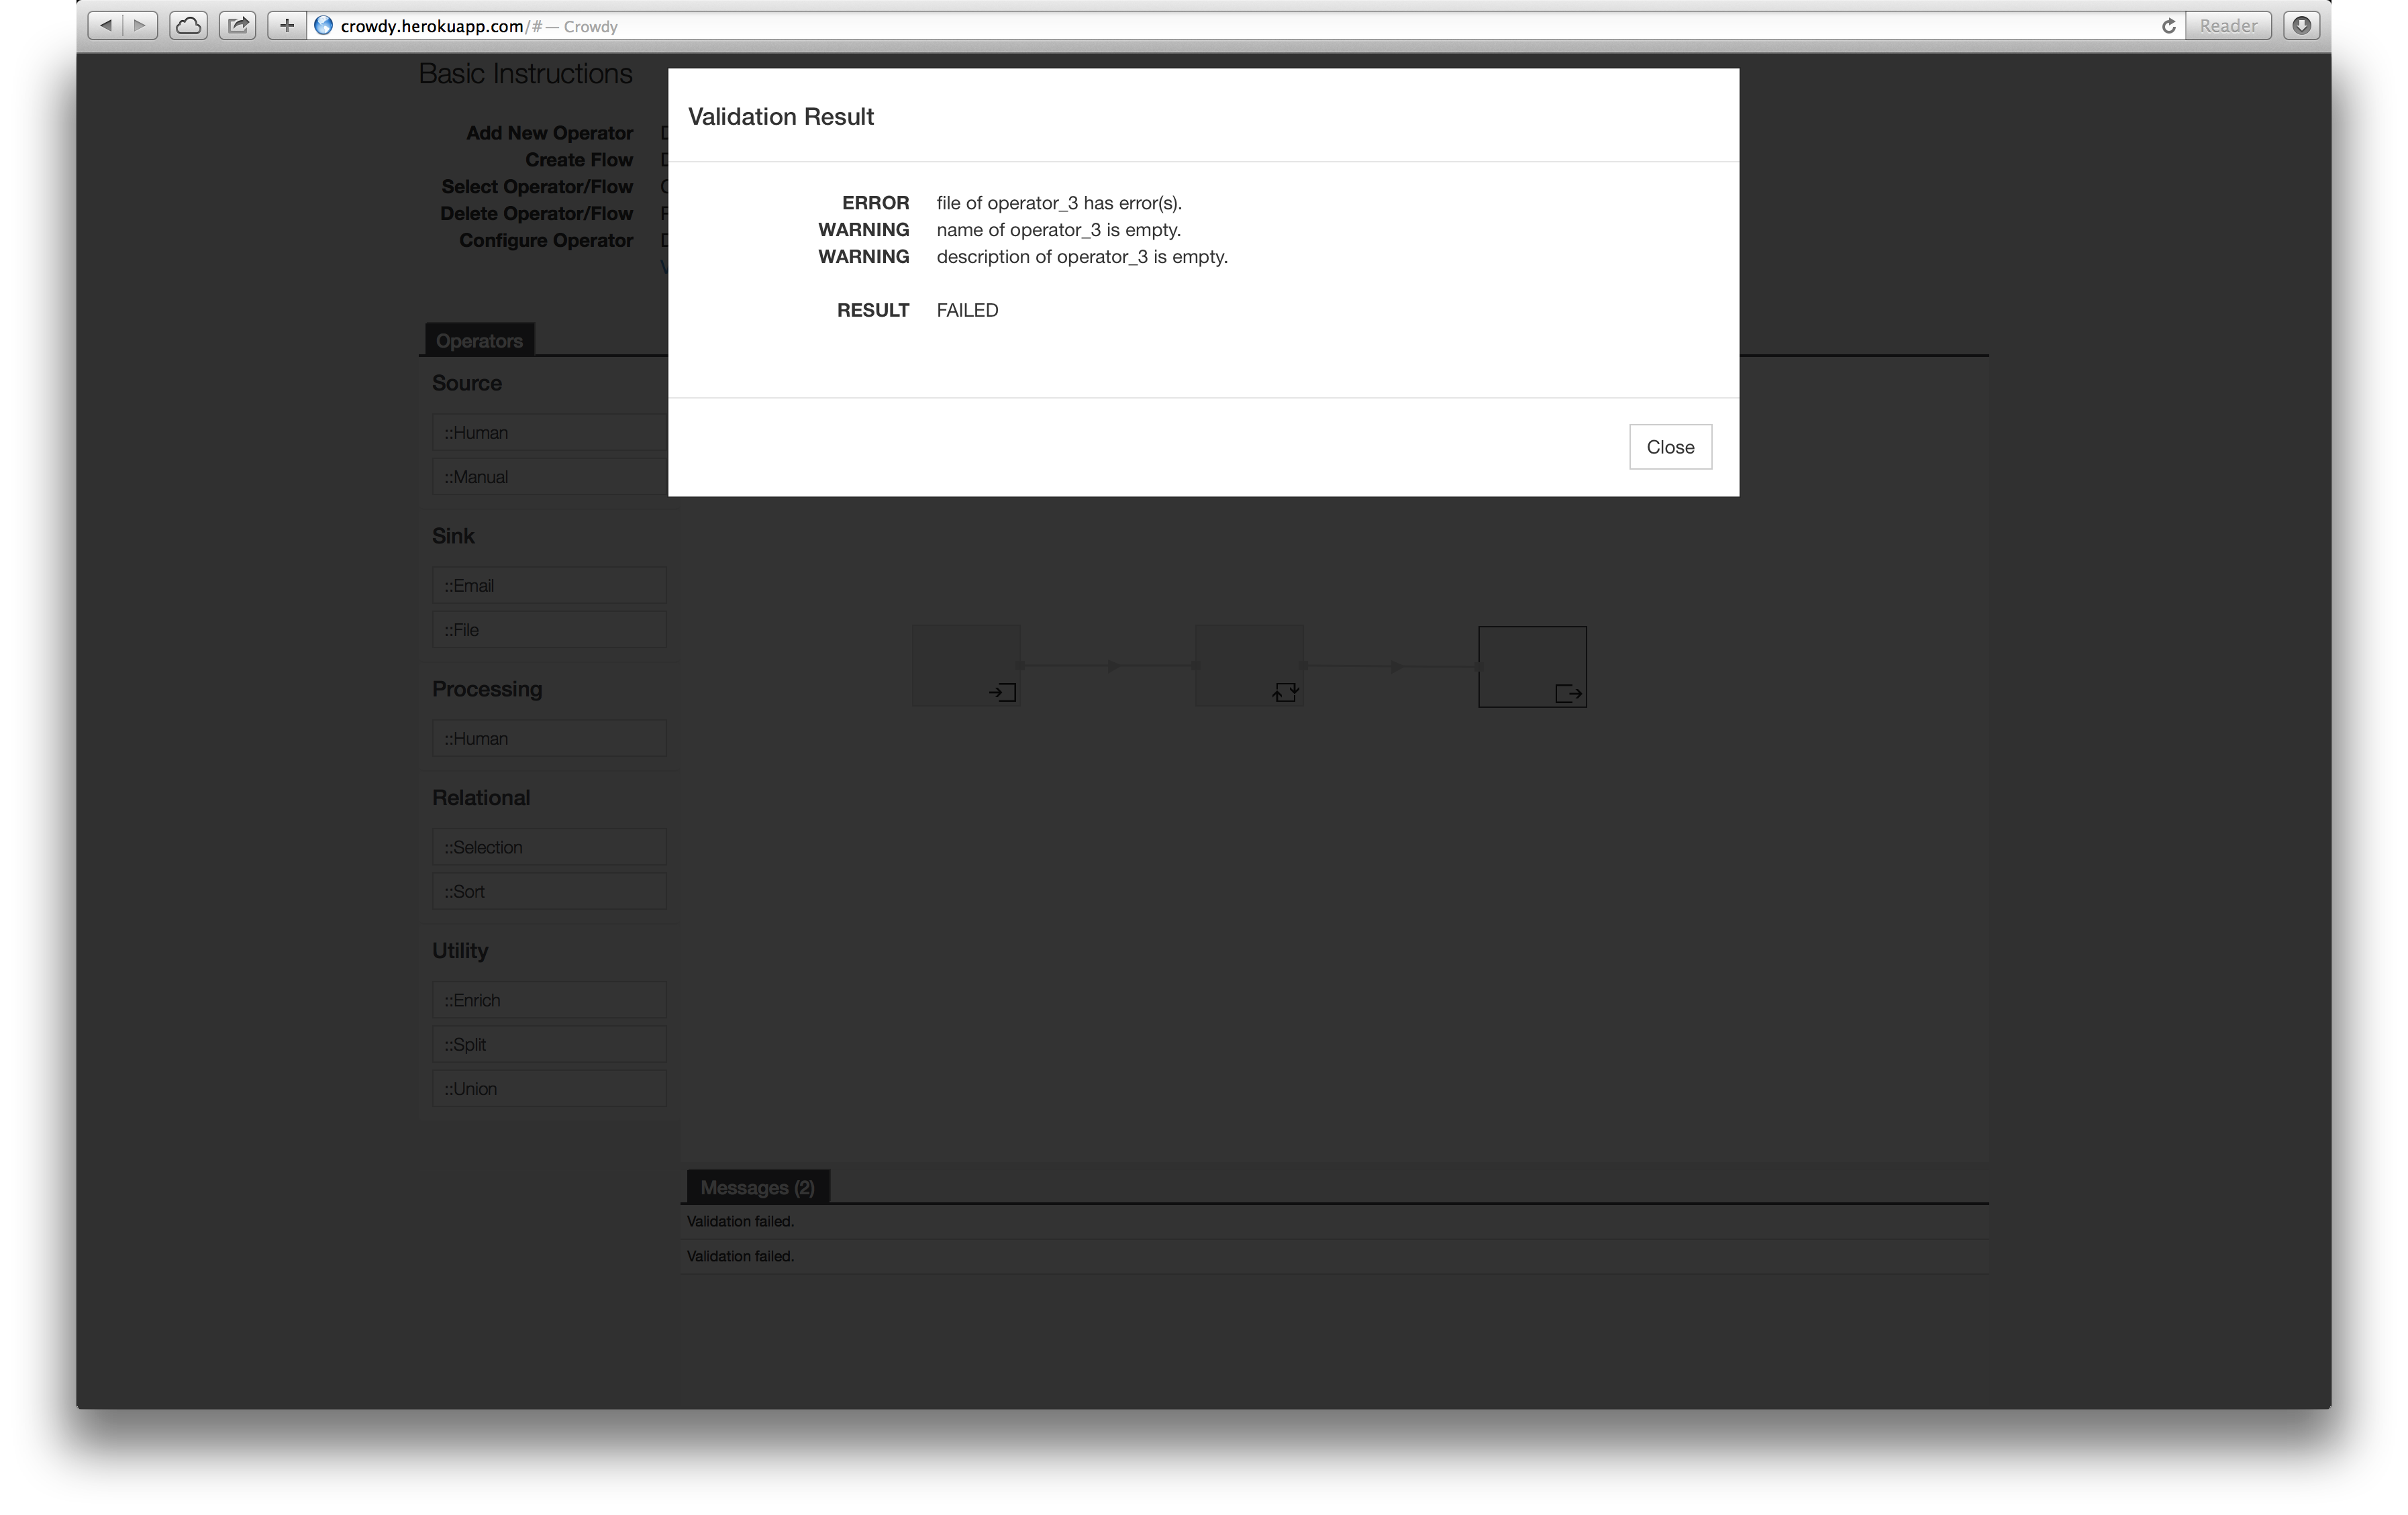 crowdy.herokuapp.com/# — Crowdy
Reader
Basic Instructions
Add New Operator
Create Flow
Select Operator/Flow
Delete Operator/Flow
Configure Operator
Validation Result
ERROR file of operator_3 has error(s).
WARNING name of operator_3 is empty.
WARNING description of operator_3 is empty.
RESULT FAILED
Close
Operators
Source
::Human
::Manual
Sink
::Email
::File
Processing
::Human
Relational
::Selection
::Sort
Utility
::Enrich
::Split
::Union
Messages (2)
Validation failed.
Validation failed.